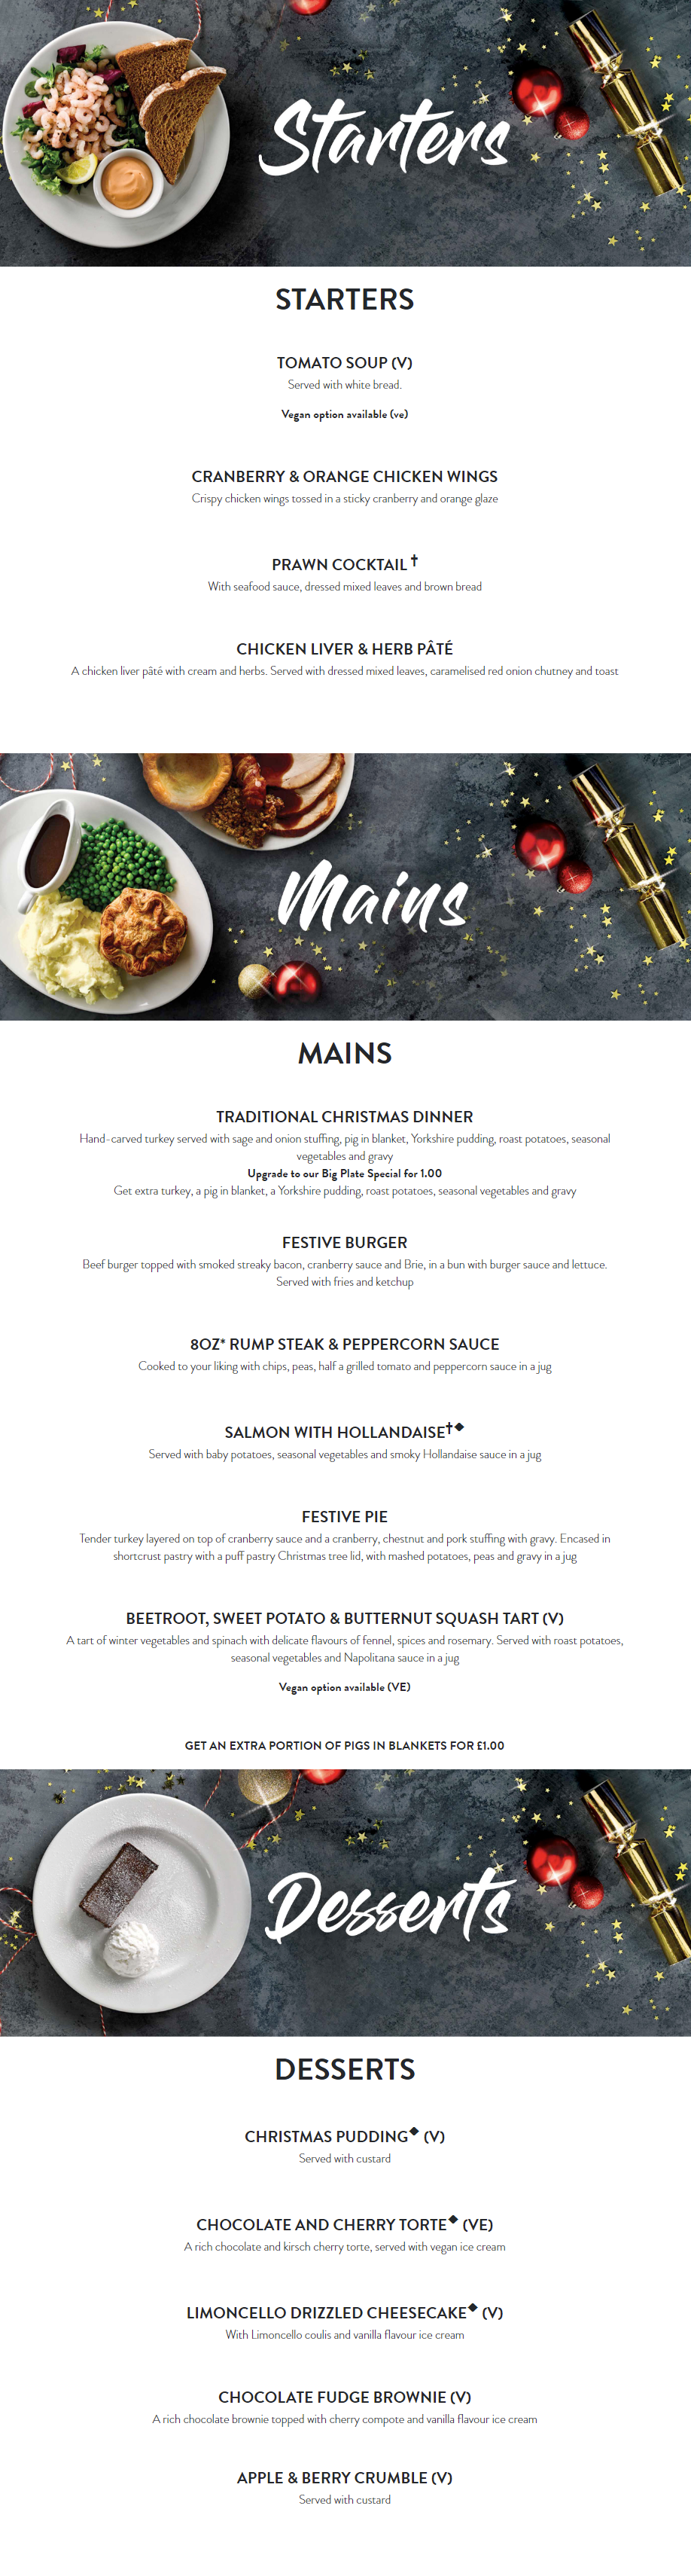 Starters
STARTERS
TOMATO SOUP (V)
Served with white bread.
Vegan option available (ve)
CRANBERRY & ORANGE CHICKEN WINGS
Crispy chicken wings tossed in a sticky cranberry and orange glaze
PRAWN COCKTAIL †
With seafood sauce, dressed mixed leaves and brown bread
CHICKEN LIVER & HERB PÂTÉ
A chicken liver pâté with cream and herbs. Served with dressed mixed leaves, caramelised red onion chutney and toast
Mains
MAINS
TRADITIONAL CHRISTMAS DINNER
Hand-carved turkey served with sage and onion stuffing, pig in blanket, Yorkshire pudding, roast potatoes, seasonal
vegetables and gravy
Upgrade to our Big Plate Special for 1.00
Get extra turkey, a pig in blanket, a Yorkshire pudding, roast potatoes, seasonal vegetables and gravy
FESTIVE BURGER
Beef burger topped with smoked streaky bacon, cranberry sauce and Brie, in a bun with burger sauce and lettuce.
Served with fries and ketchup
8OZ* RUMP STEAK & PEPPERCORN SAUCE
Cooked to your liking with chips, peas, half a grilled tomato and peppercorn sauce in a jug
SALMON WITH HOLLANDAISE†◆
Served with baby potatoes, seasonal vegetables and smoky Hollandaise sauce in a jug
FESTIVE PIE
Tender turkey layered on top of cranberry sauce and a cranberry, chestnut and pork stuffing with gravy. Encased in
shortcrust pastry with a puff pastry Christmas tree lid, with mashed potatoes, peas and gravy in a jug
BEETROOT, SWEET POTATO & BUTTERNUT SQUASH TART (V)
A tart of winter vegetables and spinach with delicate flavours of fennel, spices and rosemary. Served with roast potatoes,
seasonal vegetables and Napolitana sauce in a jug
Vegan option available (VE)
GET AN EXTRA PORTION OF PIGS IN BLANKETS FOR £1.00
Desserts
DESSERTS
CHRISTMAS PUDDING◆ (V)
Served with custard
CHOCOLATE AND CHERRY TORTE◆ (VE)
A rich chocolate and kirsch cherry torte, served with vegan ice cream
LIMONCELLO DRIZZLED CHEESECAKE◆ (V)
With Limoncello coulis and vanilla flavour ice cream
CHOCOLATE FUDGE BROWNIE (V)
A rich chocolate brownie topped with cherry compote and vanilla flavour ice cream
APPLE & BERRY CRUMBLE (V)
Served with custard